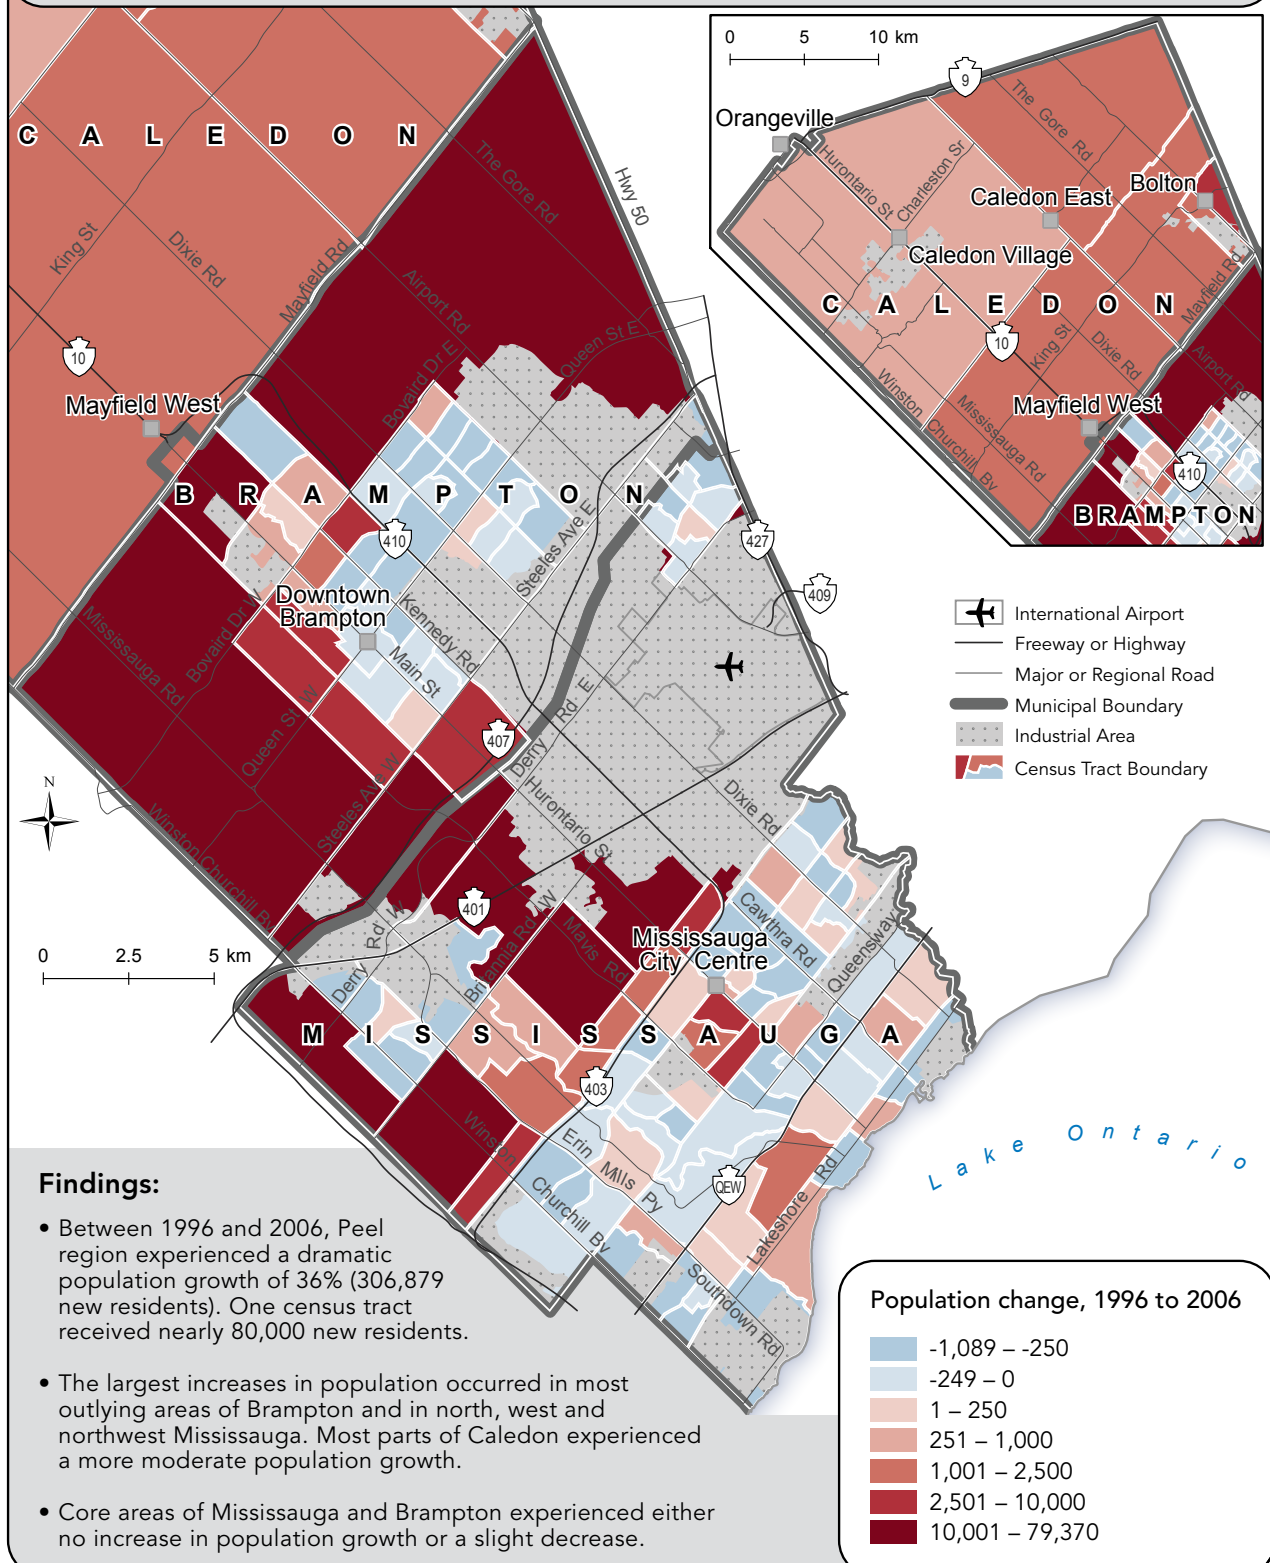 C A L E D O N
King St
Dixie Rd
Mayfield Rd
The Gore Rd
Hwy 50
Airport Rd
Queen St E
Bovaird Dr E
10
Mayfield West
B R A M P T O N
410
Steeles Ave E
427
409
Downtown
Brampton
Kennedy Rd
Main St
Bovaird Dr W
Mississauga Rd
Queen St W
407
Derry Rd E
Steeles Ave W
Hurontario St
Dixie Rd
N
Winston Churchill Bv
401
Derry Rd W
Britannia Rd W
Mavis Rd
Cawthra Rd
Mississauga
City Centre
Queensway
0 2.5 5 km
Derry
M I S S I S S A U G A
403
Winston Churchill Bv
Erin Mills Py
QEW
Lakeshore Rd
Southdown Rd
Lake Ontario
0 5 10 km
9
Orangeville
The Gore Rd
Hurontario St
Charleston Sr
Caledon East
Bolton
Caledon Village
C A L E D O N
Mayfield Rd
10
King St
Dixie Rd
Airport Rd
Winston Churchill Bv
Mississauga Rd
Mayfield West
410
BRAMPTON
International Airport
Freeway or Highway
Major or Regional Road
Municipal Boundary
Industrial Area
Census Tract Boundary
Findings:
• Between 1996 and 2006, Peel
region experienced a dramatic
population growth of 36% (306,879
new residents). One census tract
received nearly 80,000 new residents.
• The largest increases in population occurred in most
outlying areas of Brampton and in north, west and
northwest Mississauga. Most parts of Caledon experienced
a more moderate population growth.
• Core areas of Mississauga and Brampton experienced either
no increase in population growth or a slight decrease.
Population change, 1996 to 2006
-1,089 – -250
-249 – 0
1 – 250
251 – 1,000
1,001 – 2,500
2,501 – 10,000
10,001 – 79,370